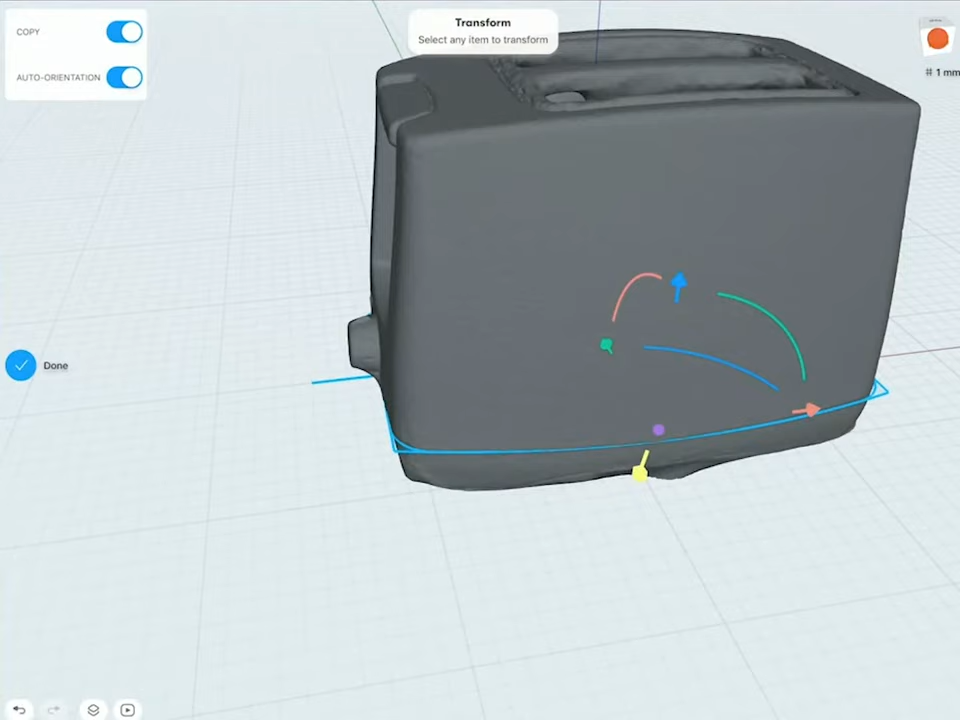 COPY
Transform
Select any item to transform
# 1 mm
AUTO-ORIENTATION
Done